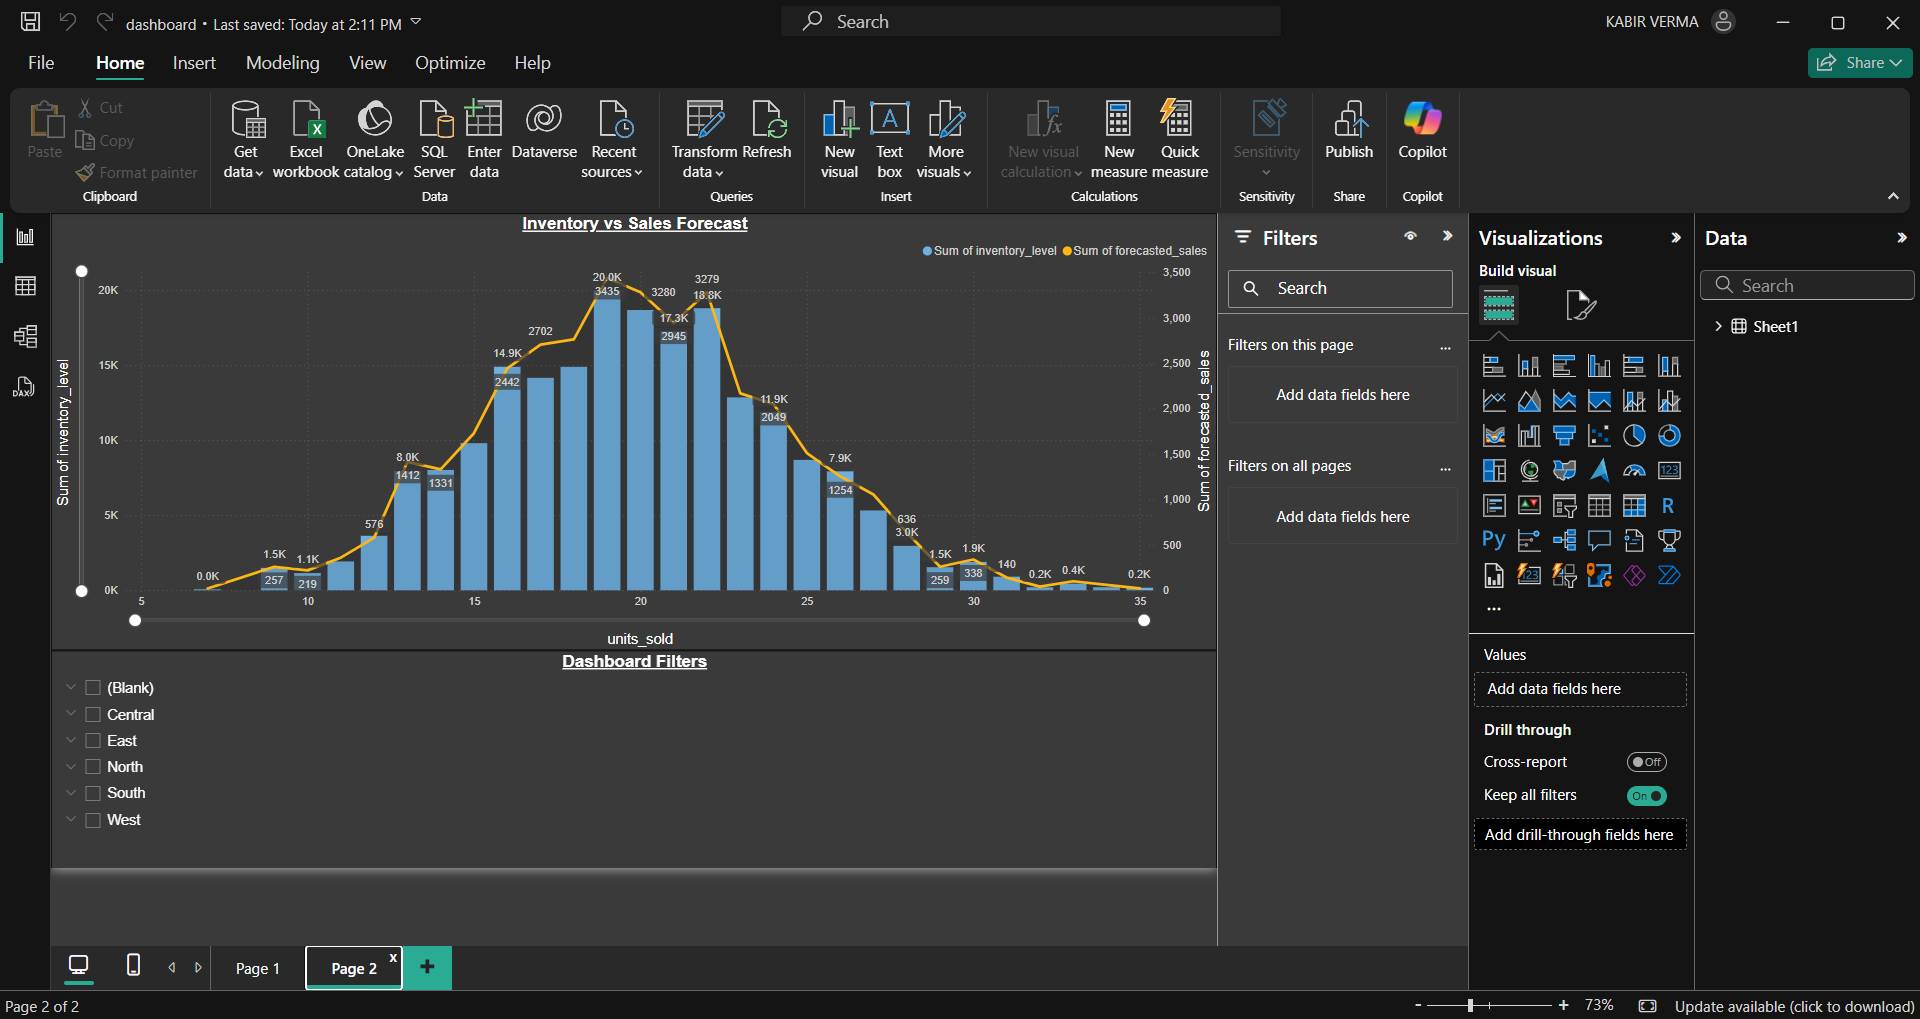 dashboard • Last saved: Today at 2:11 PM
Search
KABIR VERMA
File Home Insert Modeling View Optimize Help
Share
Paste
Cut
Copy
Format painter
Clipboard
Get data
Excel workbook
OneLake catalog
SQL Server
Enter data
Dataverse
Recent sources
Data
Transform data
Refresh
Queries
New visual
Text box
More visuals
Insert
New visual calculation
New measure
Quick measure
Calculations
Sensitivity
Sensitivity
Publish
Share
Copilot
Copilot
DAX
Inventory vs Sales Forecast
Sum of inventory_level Sum of forecasted_sales
Sum of inventory_level
20K
15K
10K
5K
0K
0.0K
1.5K
257
1.1K
219
576
8.0K
1412
1331
14.9K
2442
2702
20.0K
3435
3280
17.3K
2945
3279
18.8K
11.9K
2049
7.9K
1254
636
3.0K
1.5K
259
1.9K
338
140
0.2K
0.4K
0.2K
3,500
3,000
2,500
2,000
1,500
1,000
500
0
Sum of forecasted_sales
5 10 15 20 25 30 35
units_sold
Dashboard Filters
(Blank)
Central
East
North
South
West
Filters
Search
Filters on this page ...
Add data fields here
Filters on all pages ...
Add data fields here
Visualizations
Build visual
123
R
Py
123
...
Values
Add data fields here
Drill through
Cross-report Off
Keep all filters On
Add drill-through fields here
Data
Search
Sheet1
Page 1
Page 2 x
+
Page 2 of 2
- + 73%
Update available (click to download)